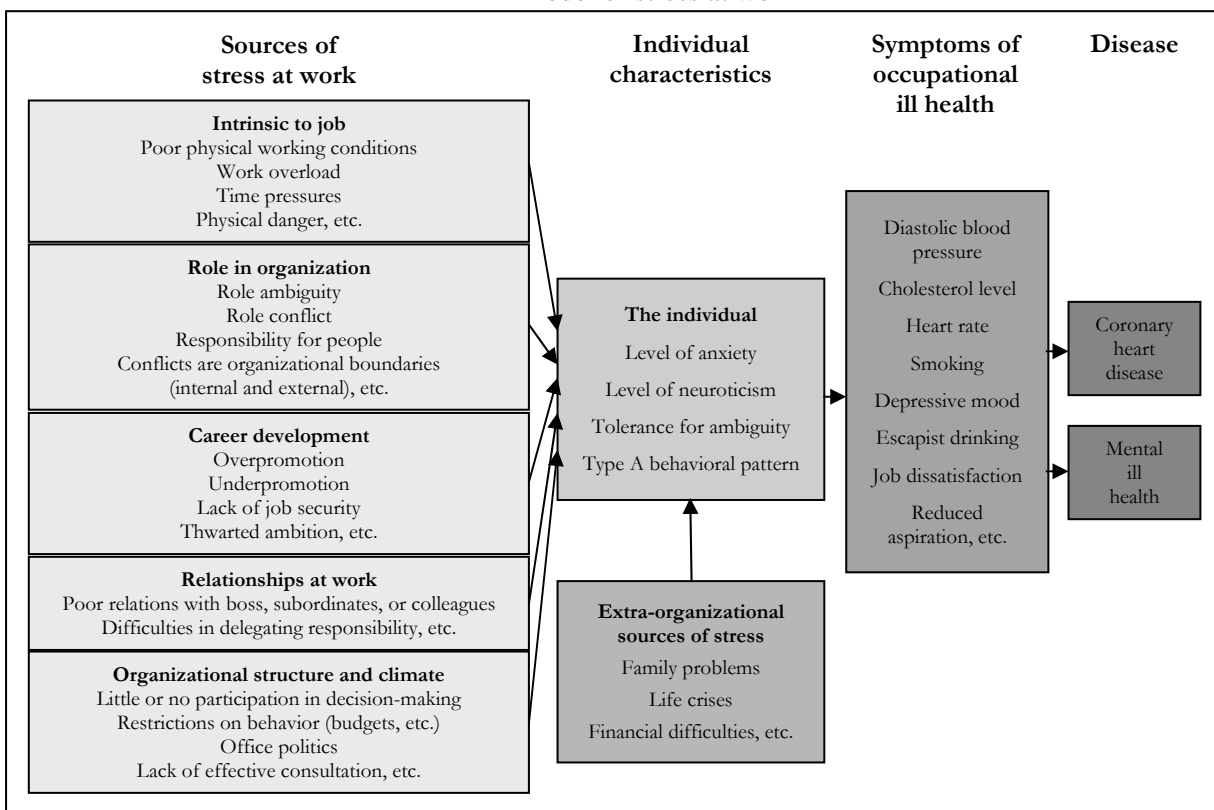 Sources of
stress at work
Individual
characteristics
Symptoms of
occupational
ill health
Disease
Intrinsic to job
Poor physical working conditions
Work overload
Time pressures
Physical danger, etc.
Role in organization
Role ambiguity
Role conflict
Responsibility for people
Conflicts are organizational boundaries
(internal and external), etc.
Career development
Overpromotion
Underpromotion
Lack of job security
Thwarted ambition, etc.
Relationships at work
Poor relations with boss, subordinates, or colleagues
Difficulties in delegating responsibility, etc.
Organizational structure and climate
Little or no participation in decision-making
Restrictions on behavior (budgets, etc.)
Office politics
Lack of effective consultation, etc.
The individual
Level of anxiety
Level of neuroticism
Tolerance for ambiguity
Type A behavioral pattern
Extra-organizational
sources of stress
Family problems
Life crises
Financial difficulties, etc.
Diastolic blood
pressure
Cholesterol level
Heart rate
Smoking
Depressive mood
Escapist drinking
Job dissatisfaction
Reduced
aspiration, etc.
Coronary
heart
disease
Mental
ill
health